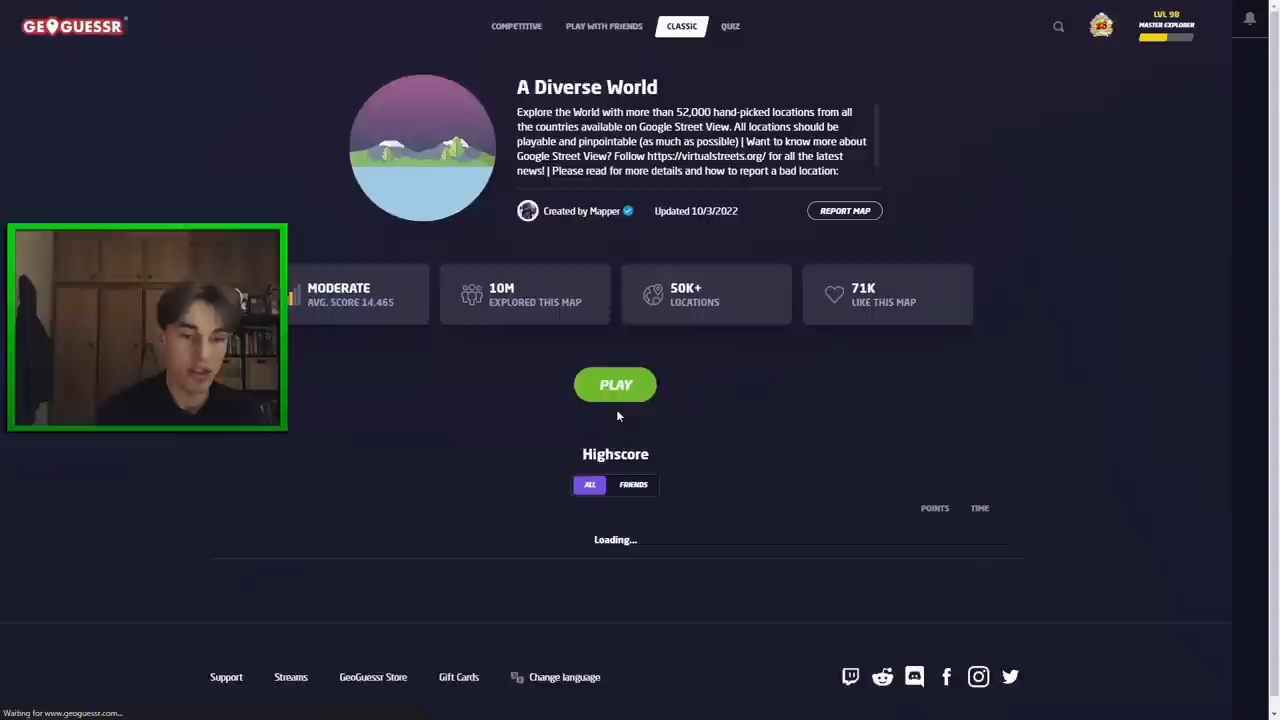 GEOGUESSR
COMPETITIVE
PLAY WITH FRIENDS
CLASSIC
QUIZ
LVL 98
MASTER EXPLORER
A Diverse World
Explore the World with more than 52,000 hand-picked locations from all
the countries available on Google Street View. All locations should be
playable and pinpointable (as much as possible) | Want to know more about
Google Street View? Follow https://virtualstreets.org/ for all the latest
news! | Please read for more details and how to report a bad location:
Created by Mapper
Updated 10/3/2022
REPORT MAP
MODERATE
AVG. SCORE 14,465
10M
EXPLORED THIS MAP
50K+
LOCATIONS
71K
LIKE THIS MAP
PLAY
Highscore
ALL
FRIENDS
POINTS
TIME
Loading...
Support
Streams
GeoGuessr Store
Gift Cards
Change language
Waiting for www.geoguessr.com...